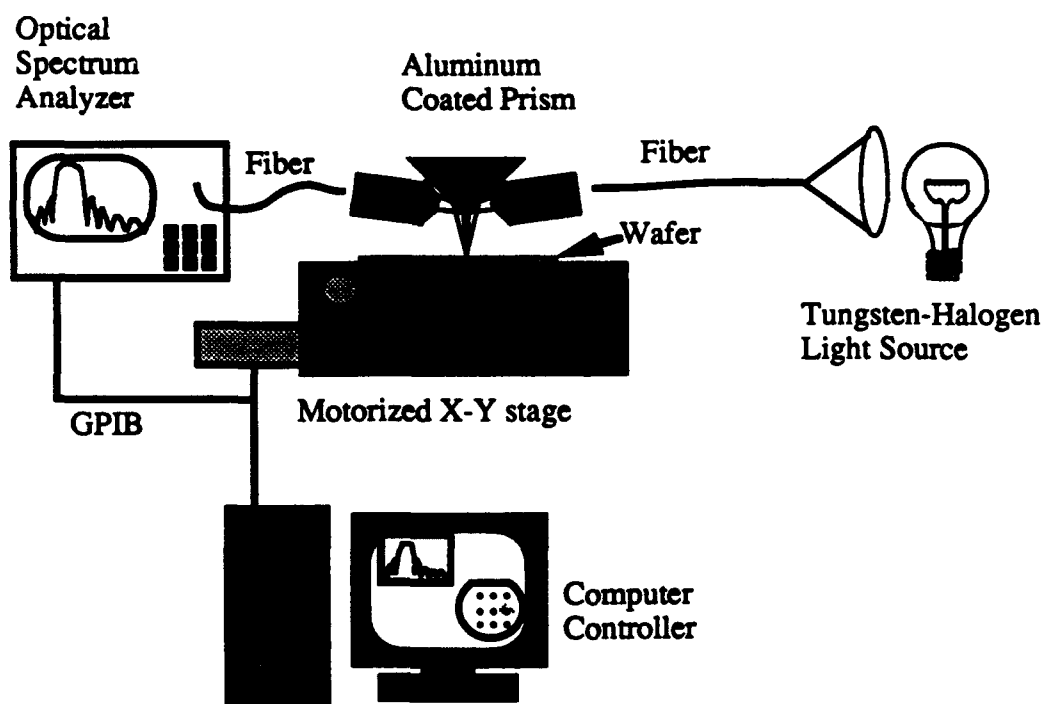 Optical
Spectrum
Analyzer
Aluminum
Coated Prism
Fiber
Fiber
Wafer
Tungsten-Halogen
Light Source
GPIB
Motorized X-Y stage
Computer
Controller